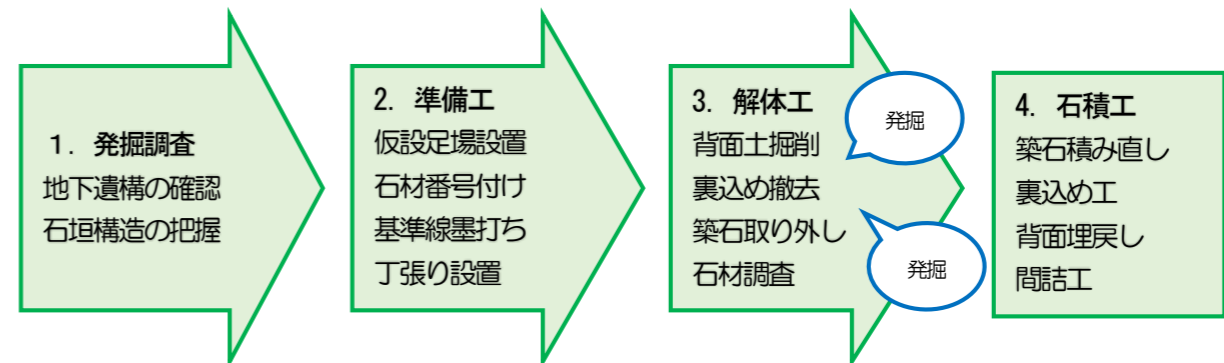 1. 発掘調査
地下遺構の確認
石垣構造の把握
2. 準備工
仮設足場設置
石材番号付け
基準線墨打ち
丁張り設置
3. 解体工
背面土掘削
裏込め撤去
築石取り外し
石材調査
発掘
発掘
4. 石積工
築石積み直し
裏込め工
背面埋戻し
間詰工